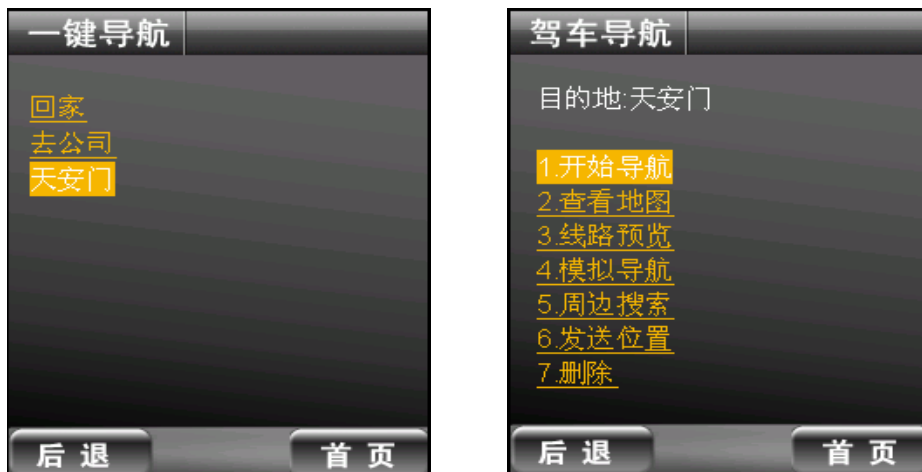 一键导航
回家
去公司
天安门
后 退
首 页
驾车导航
目的地:天安门
1.开始导航
2.查看地图
3.线路预览
4.模拟导航
5.周边搜索
6.发送位置
7.删除
后 退
首 页